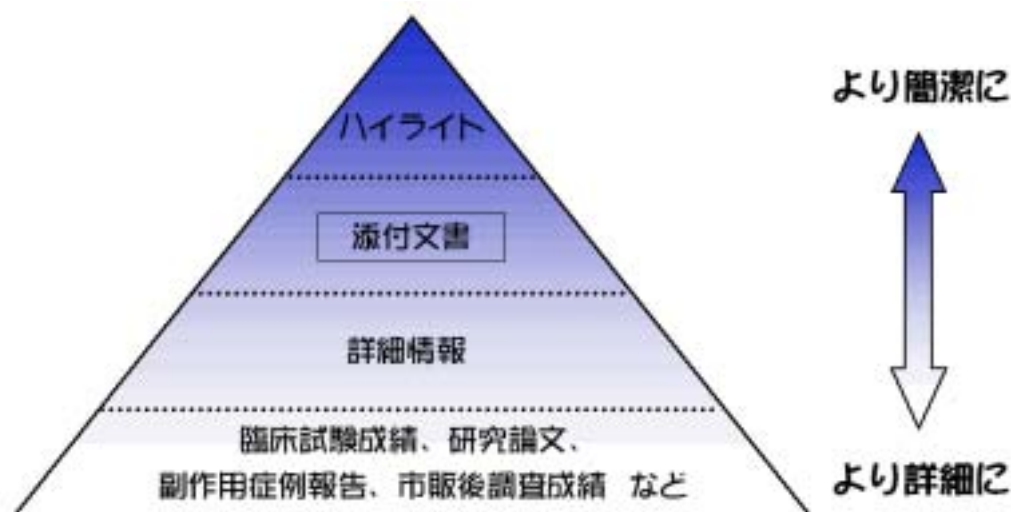 より簡潔に
ハイライト
添付文書
詳細情報
臨床試験成績、研究論文、
副作用症例報告、市販後調査成績 など
より詳細に